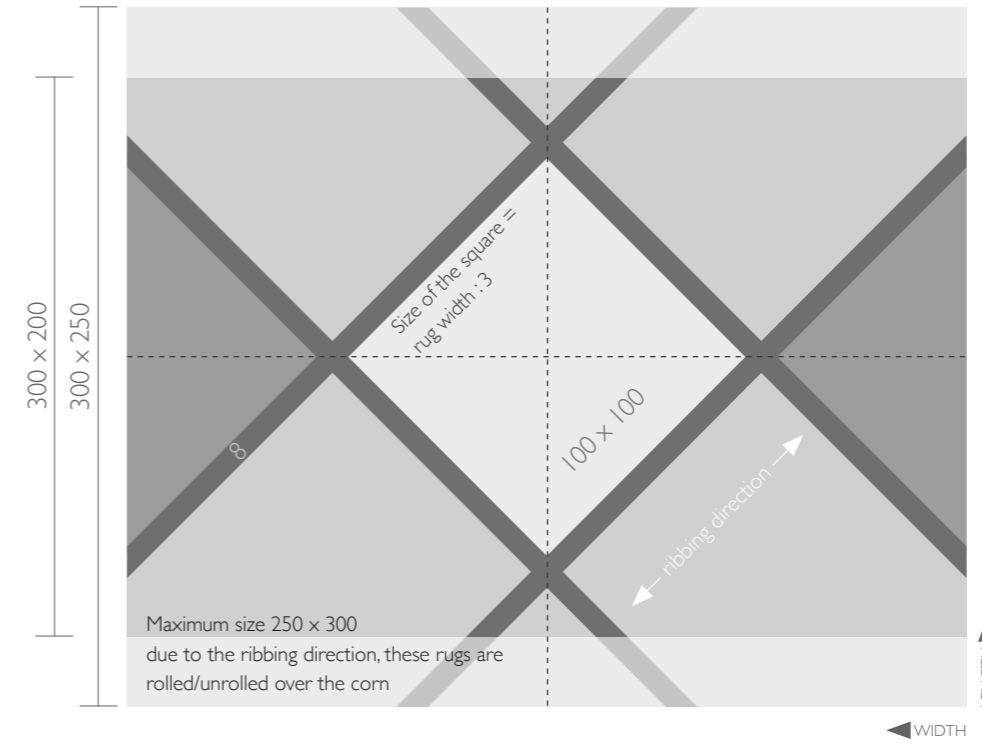 300 x 200
300 x 250
Size of the square =
rug width : 3
100 x 100
8
ribbing direction
Maximum size 250 x 300
due to the ribbing direction, these rugs are
rolled/unrolled over the corn
WIDTH